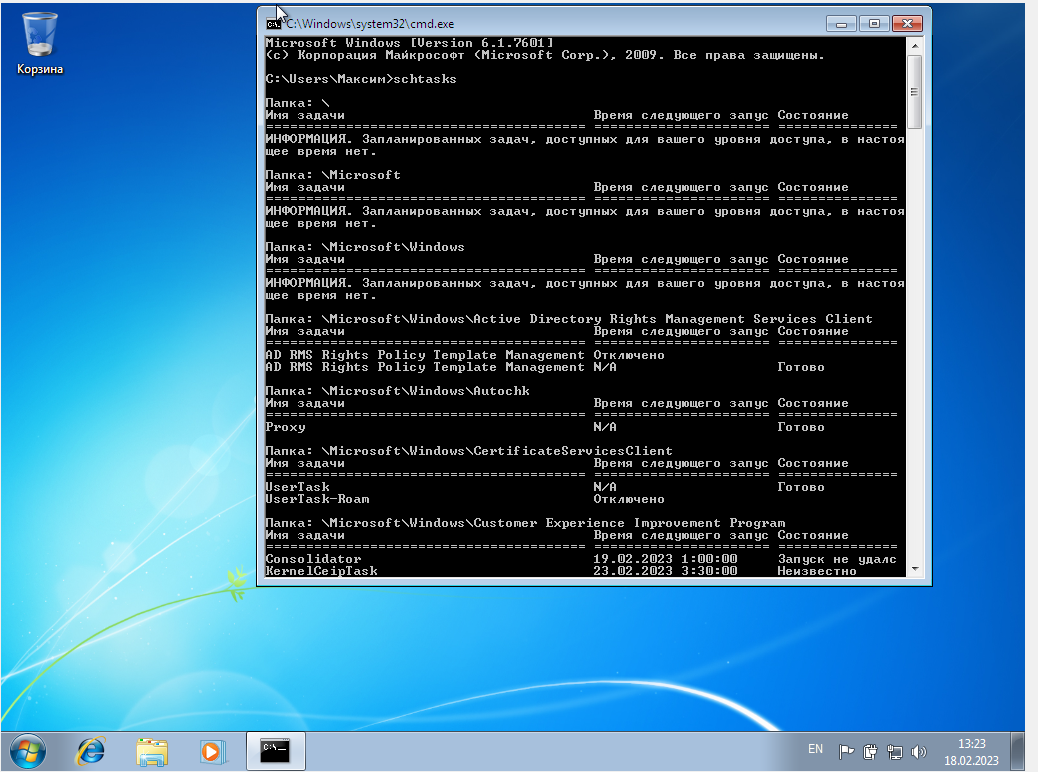 Корзина
C:\Windows\system32\cmd.exe
Microsoft Windows [Version 6.1.7601]
(c) Корпорация Майкрософт (Microsoft Corp.), 2009. Все права защищены.
C:\Users\Максим>schtasks
Папка: \
Имя задачи Время следующего запус Состояние
======================================== ====================== ===============
ИНФОРМАЦИЯ. Запланированных задач, доступных для вашего уровня доступа, в настоя
щее время нет.
Папка: \Microsoft
Имя задачи Время следующего запус Состояние
======================================== ====================== ===============
ИНФОРМАЦИЯ. Запланированных задач, доступных для вашего уровня доступа, в настоя
щее время нет.
Папка: \Microsoft\Windows
Имя задачи Время следующего запус Состояние
======================================== ====================== ===============
ИНФОРМАЦИЯ. Запланированных задач, доступных для вашего уровня доступа, в настоя
щее время нет.
Папка: \Microsoft\Windows\Active Directory Rights Management Services Client
Имя задачи Время следующего запус Состояние
======================================== ====================== ===============
AD RMS Rights Policy Template Management Отключено
AD RMS Rights Policy Template Management N/A Готово
Папка: \Microsoft\Windows\Autochk
Имя задачи Время следующего запус Состояние
======================================== ====================== ===============
Proxy N/A Готово
Папка: \Microsoft\Windows\CertificateServicesClient
Имя задачи Время следующего запус Состояние
======================================== ====================== ===============
UserTask N/A Готово
UserTask-Roam Отключено
Папка: \Microsoft\Windows\Customer Experience Improvement Program
Имя задачи Время следующего запус Состояние
======================================== ====================== ===============
Consolidator 19.02.2023 1:00:00 Запуск не удалс
KernelCeipTask 23.02.2023 3:30:00 Неизвестно
EN
13:23
18.02.2023